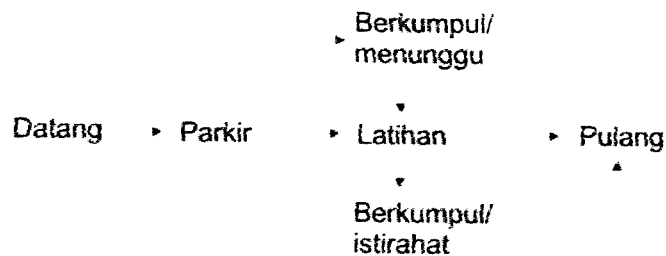 Berkumpul/
menunggu
Datang Parkir Latihan Pulang
Berkumpul/
istirahat